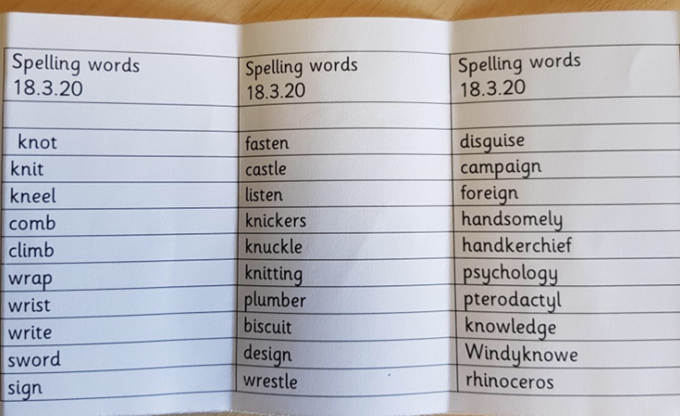 Spelling words
18.3.20
knot
knit
kneel
comb
climb
wrap
wrist
write
sword
sign
Spelling words
18.3.20
fasten
castle
listen
knickers
knuckle
knitting
plumber
biscuit
design
wrestle
Spelling words
18.3.20
disguise
campaign
foreign
handsomely
handkerchief
psychology
pterodactyl
knowledge
Windyknowe
rhinoceros